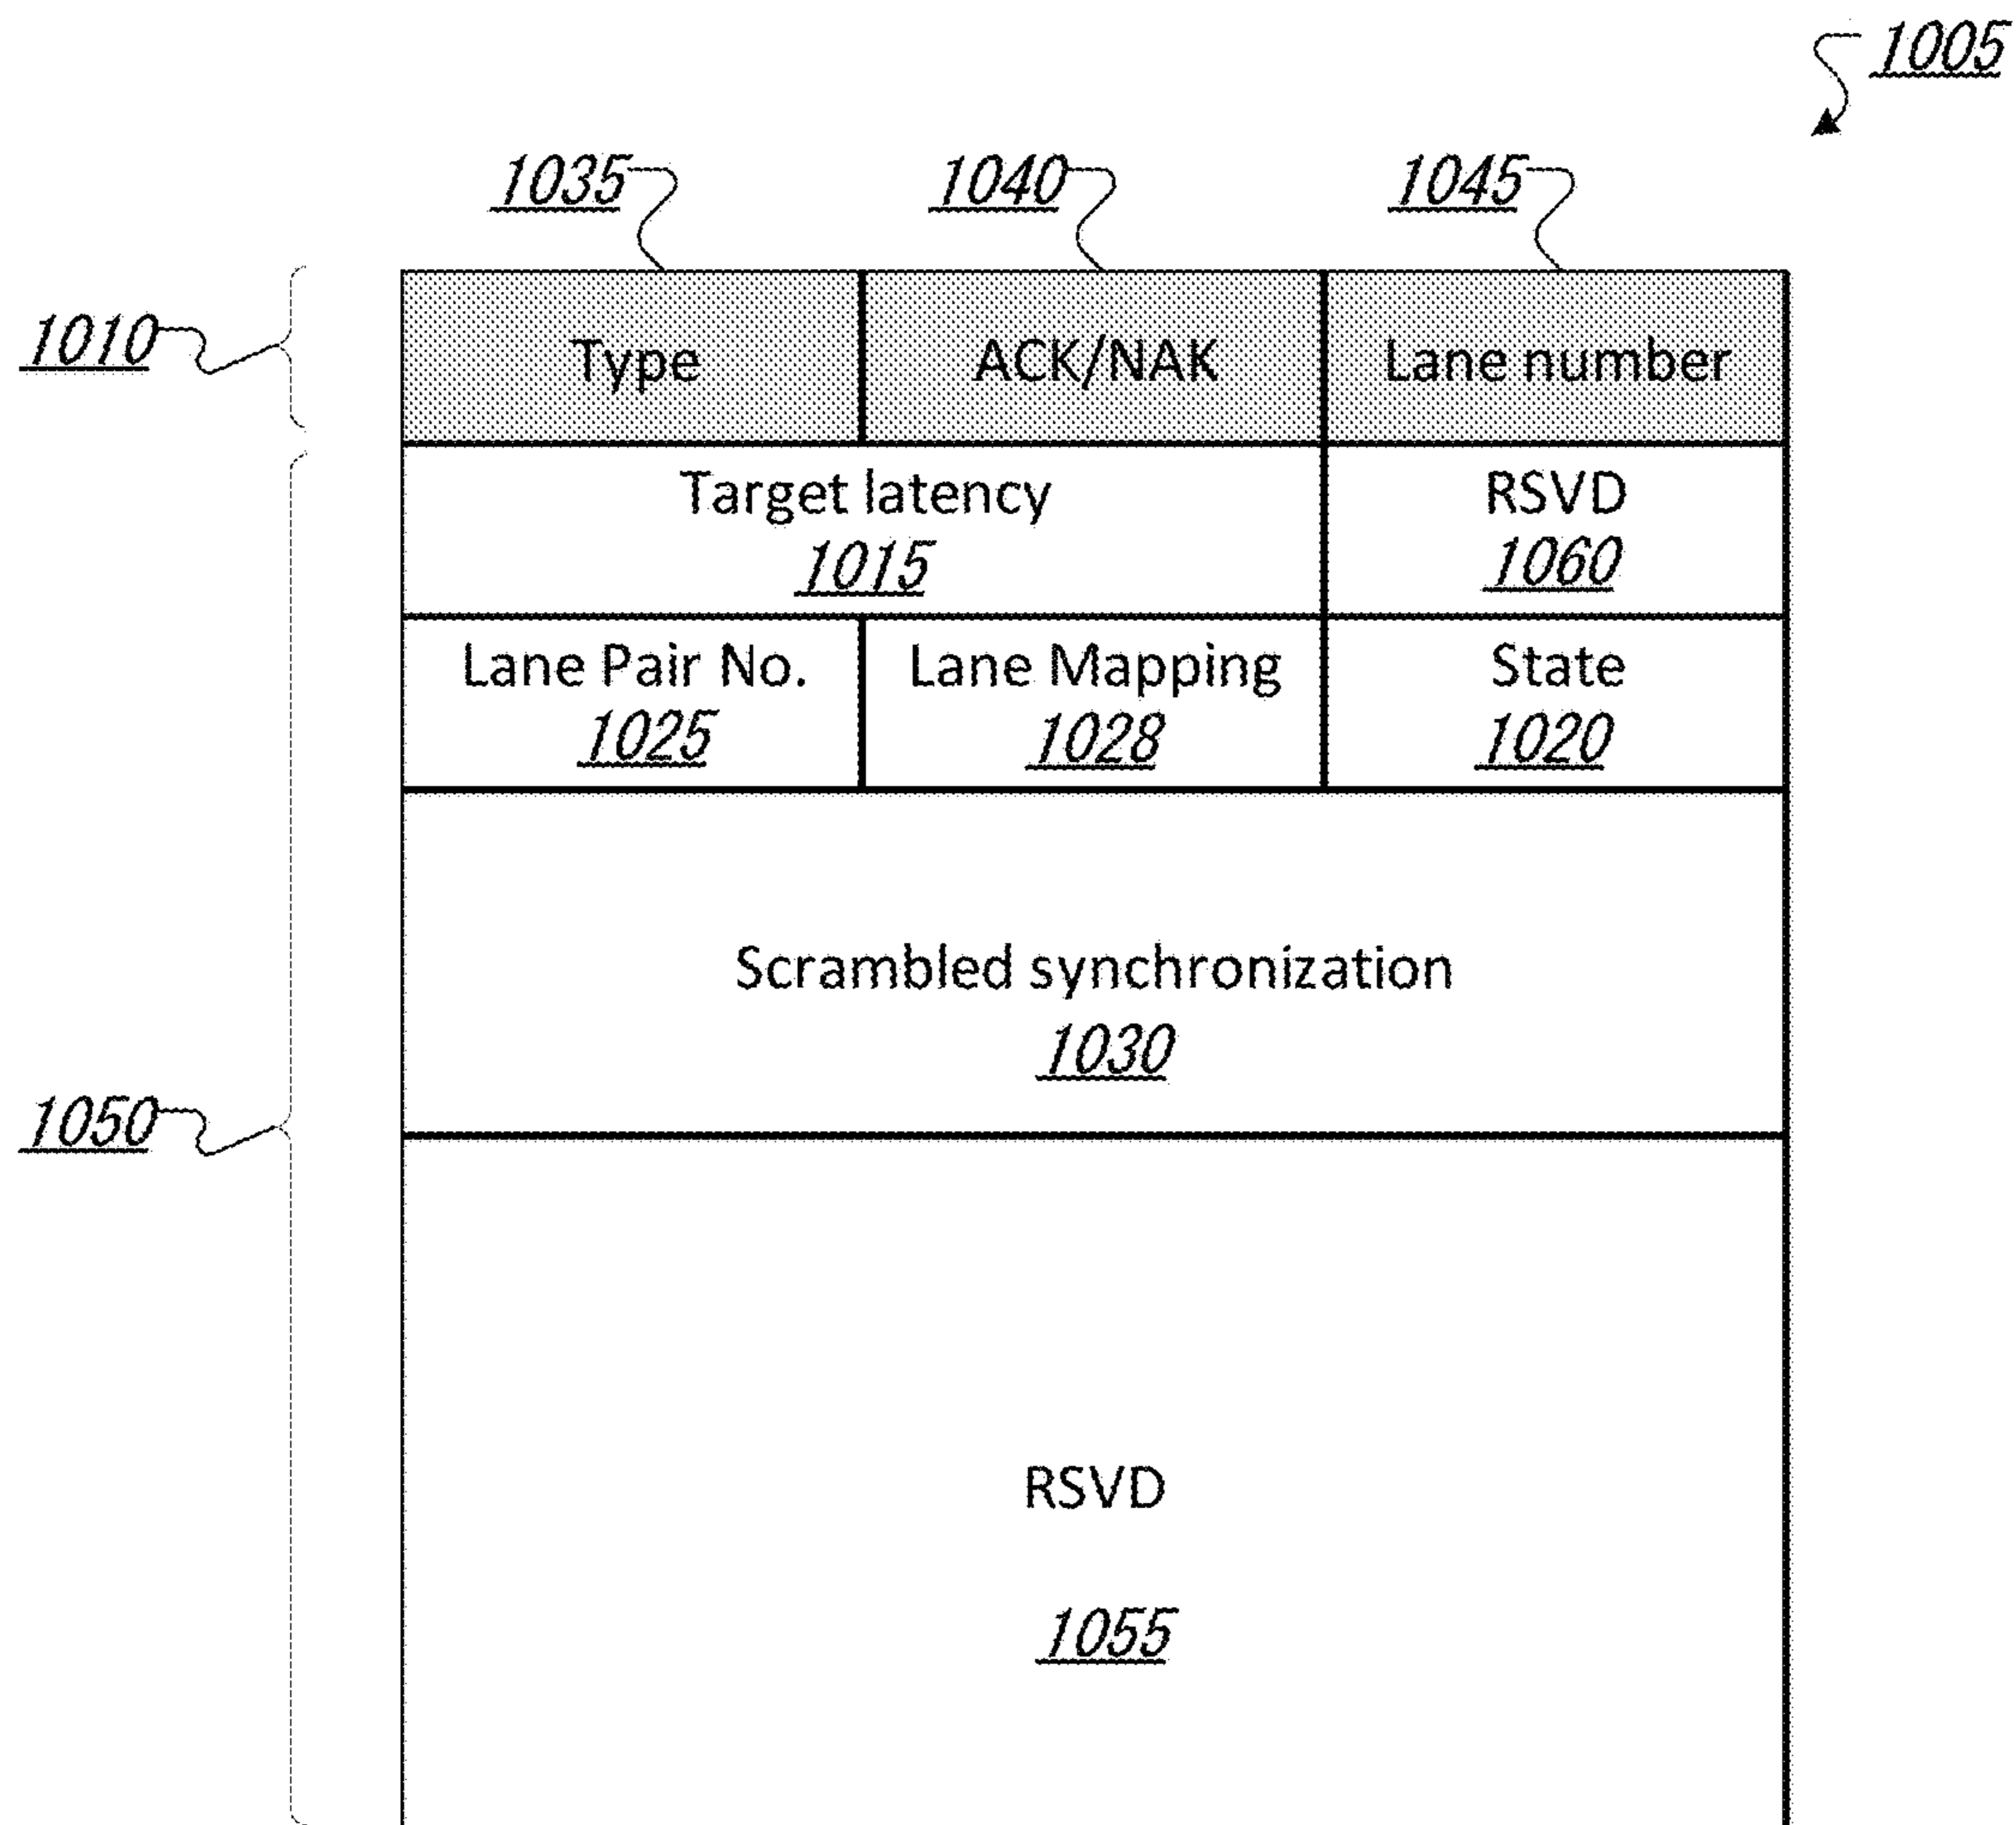 1005
1035 1040 1045
1010
Type ACK/NAK Lane number
Target latency RSVD
1015 1060
Lane Pair No. Lane Mapping State
1025 1028 1020
Scrambled synchronization
1030
1050
RSVD
1055